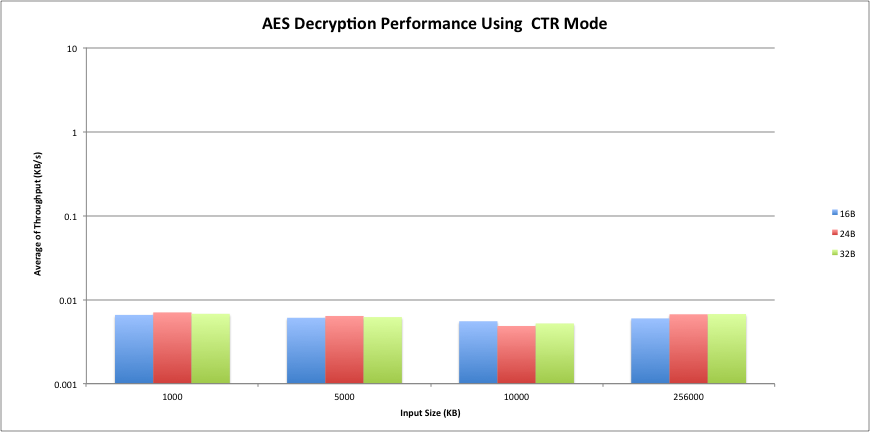 AES Decryption Performance Using  CTR Mode
10
1
0.1
0.01
0.001
Average of Throughput (KB/s)
1000
5000
10000
256000
Input Size (KB)
16B
24B
32B